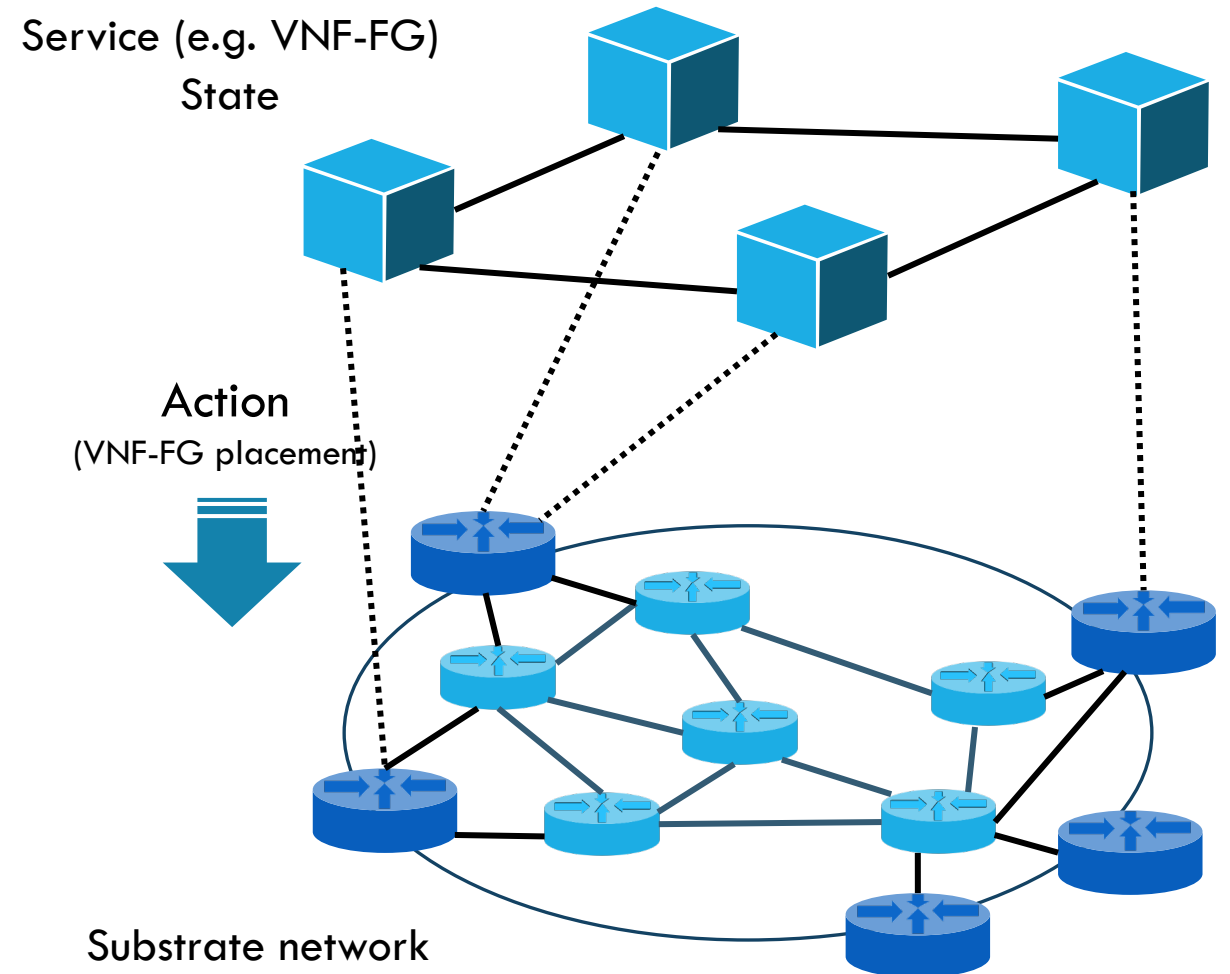 Service (e.g. VNF-FG)
State
Action
(VNF-FG placement)
Substrate network